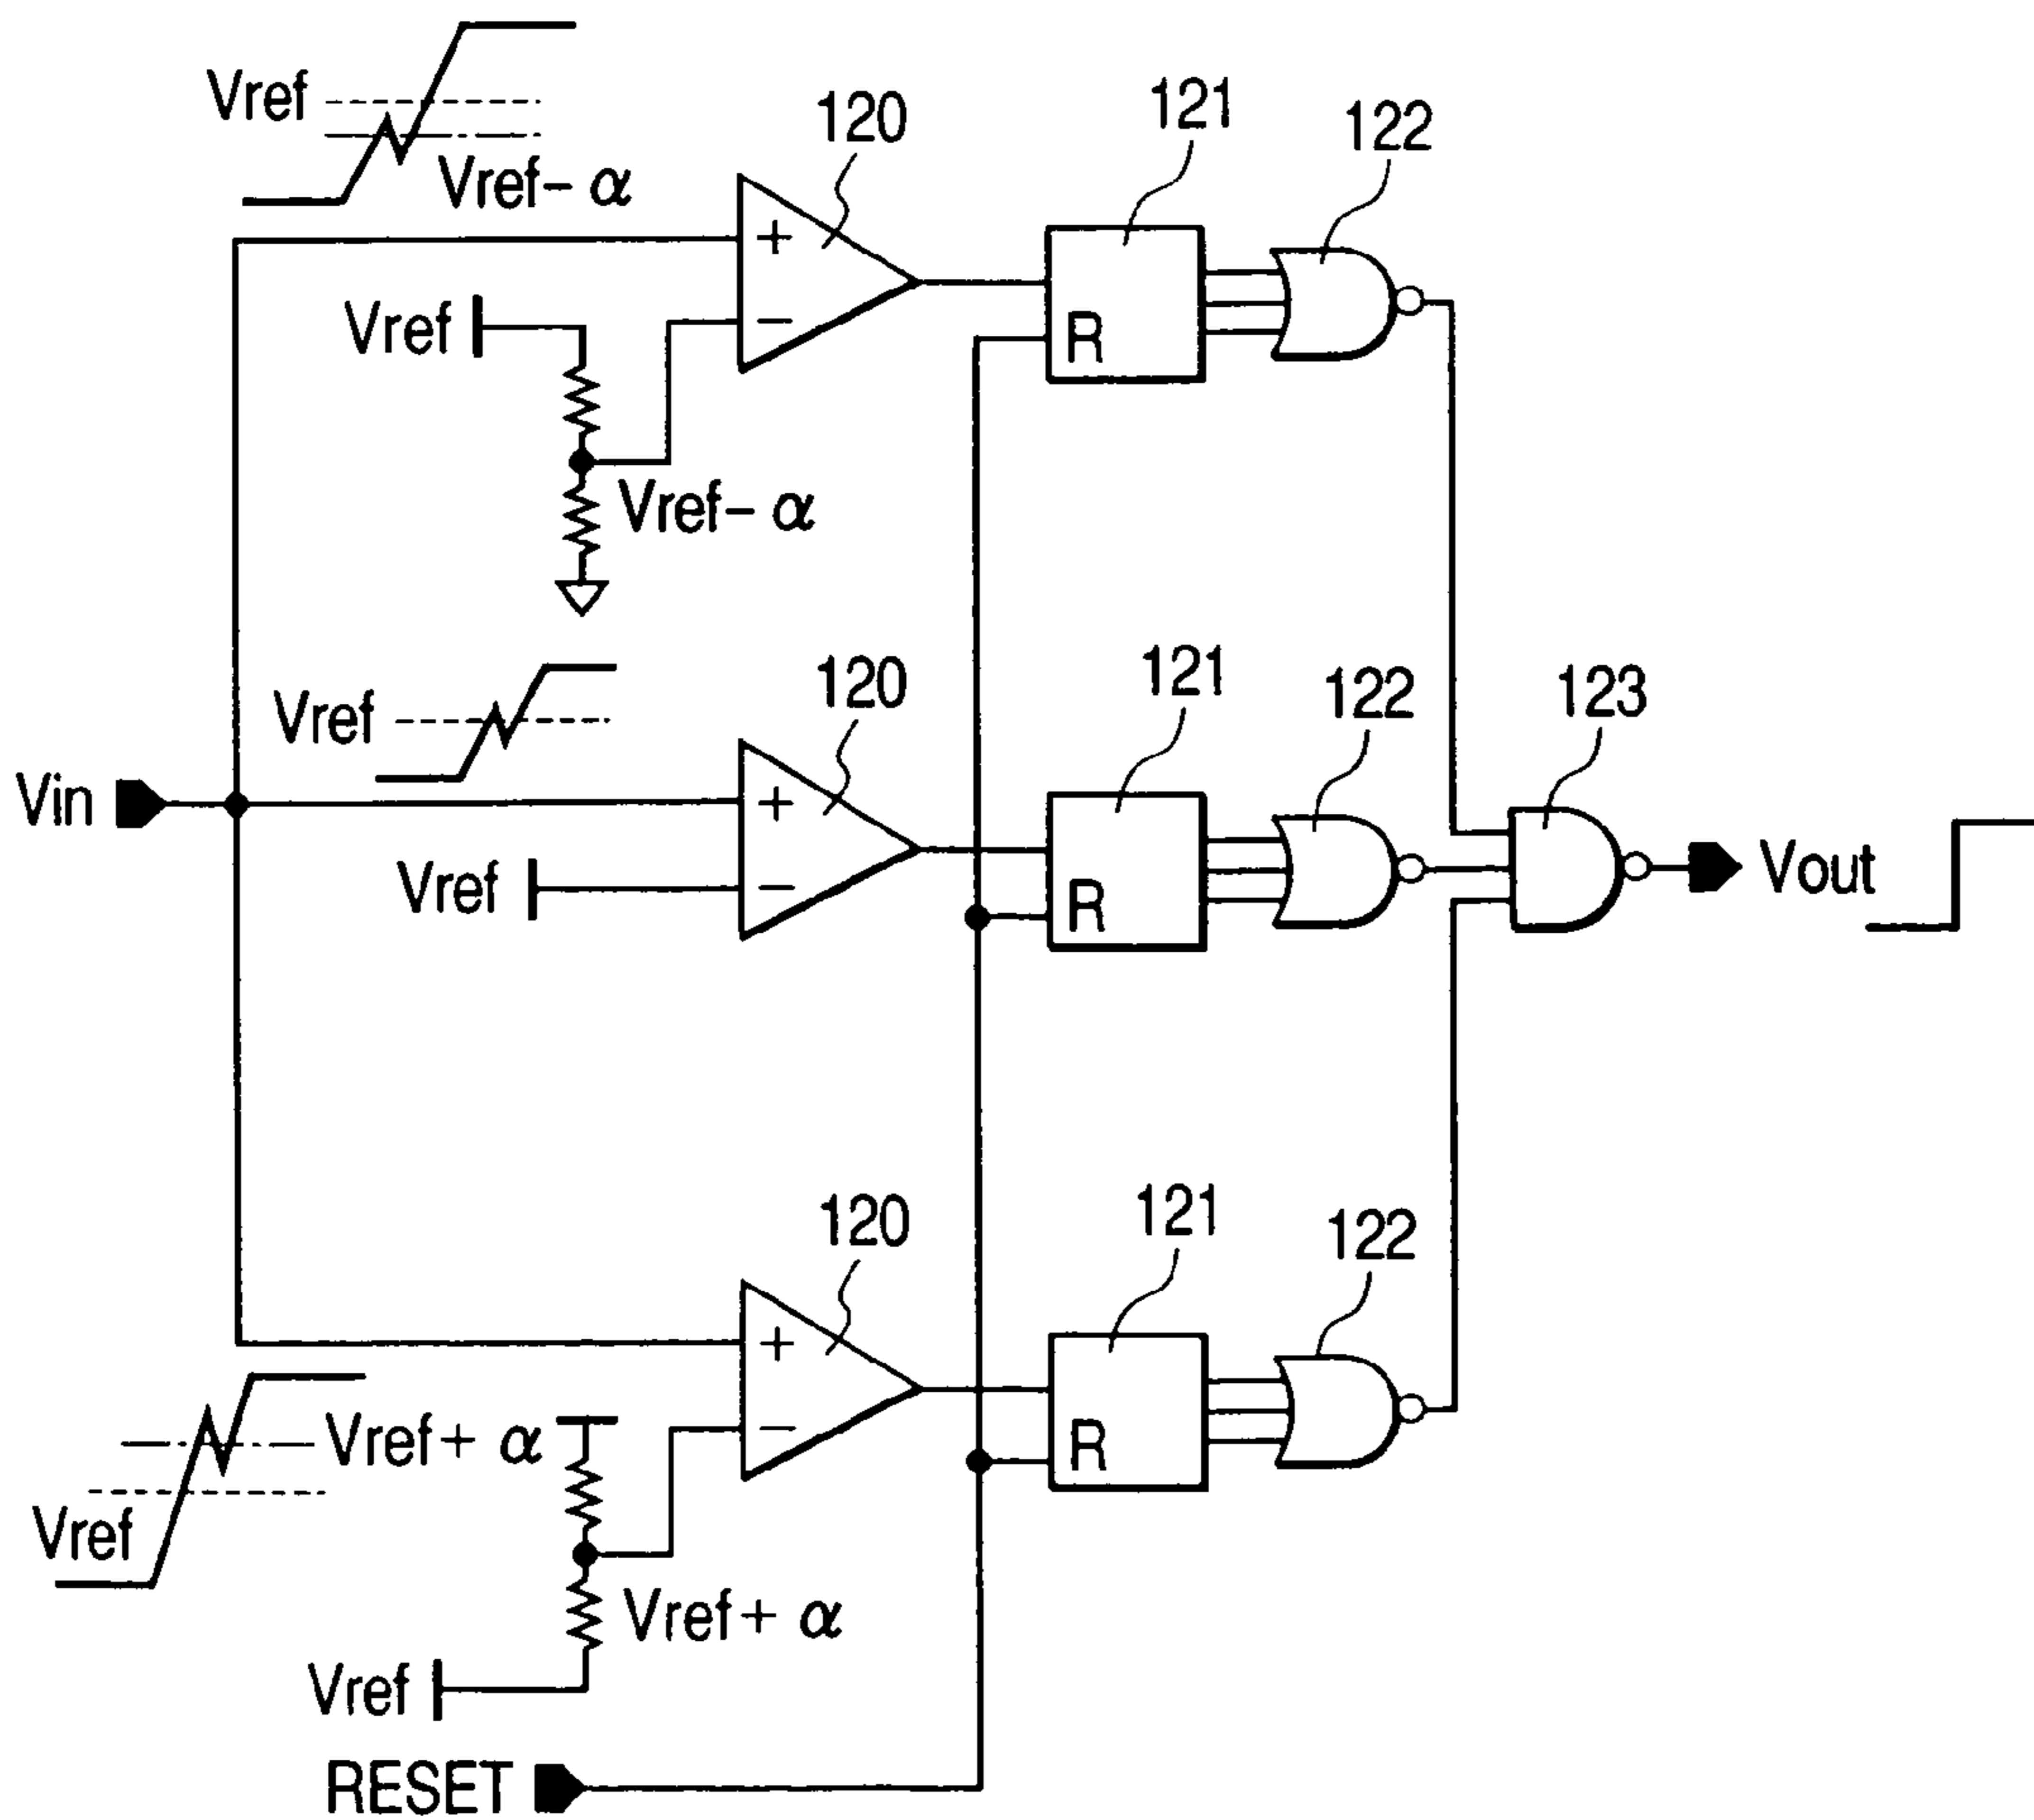 Vref
Vref− α
120
121
122
+
−
Vref
R
Vref− α
Vref
120
121
122
123
Vin
+
−
Vref
R
Vout
120
121
122
+
−
Vref+ α
R
Vref
Vref+ α
Vref
RESET